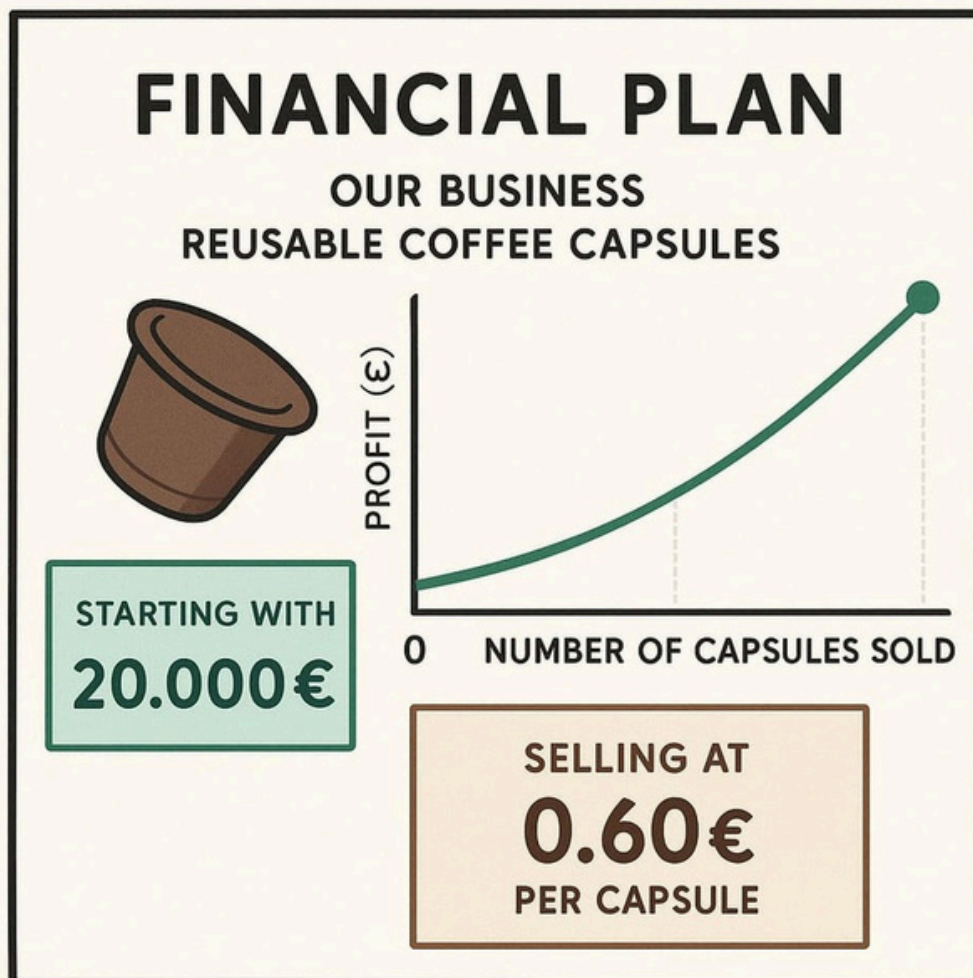 FINANCIAL PLAN
OUR BUSINESS
REUSABLE COFFEE CAPSULES
PROFIT (€)
0
NUMBER OF CAPSULES SOLD
STARTING WITH
20.000€
SELLING AT
0.60€
PER CAPSULE